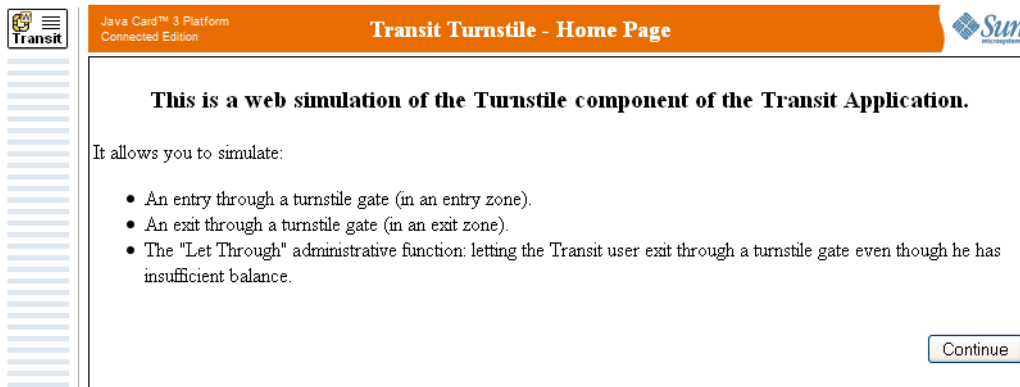 Transit
Java Card™ 3 Platform
Connected Edition
Transit Turnstile - Home Page
Sun
microsystems
This is a web simulation of the Turnstile component of the Transit Application.
It allows you to simulate:
• An entry through a turnstile gate (in an entry zone).
• An exit through a turnstile gate (in an exit zone).
• The "Let Through" administrative function: letting the Transit user exit through a turnstile gate even though he has
insufficient balance.
Continue